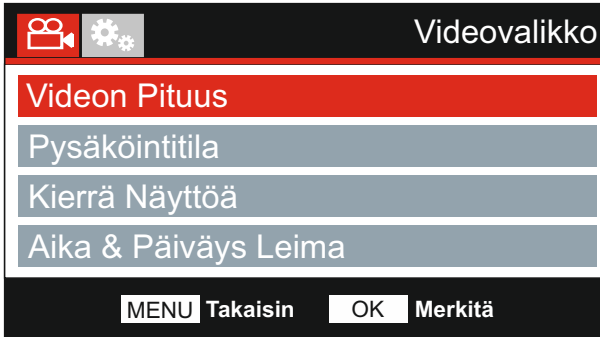 Videovalikko
Videon Pituus
Pysäköintitila
Kierrä Näyttöä
Aika & Päiväys Leima
MENU Takaisin OK Merkitä